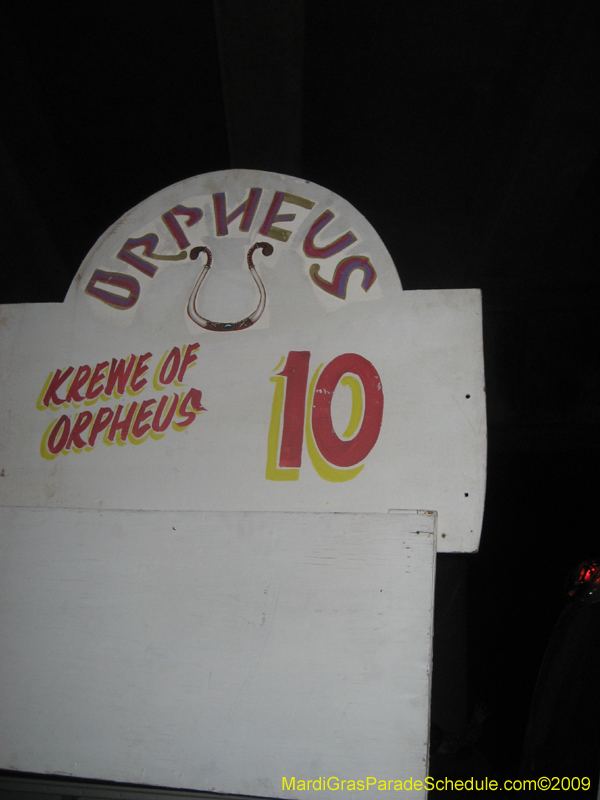 ORPHEUS
KREWE OF
ORPHEUS
10
MardiGrasParadeSchedule.com©2009